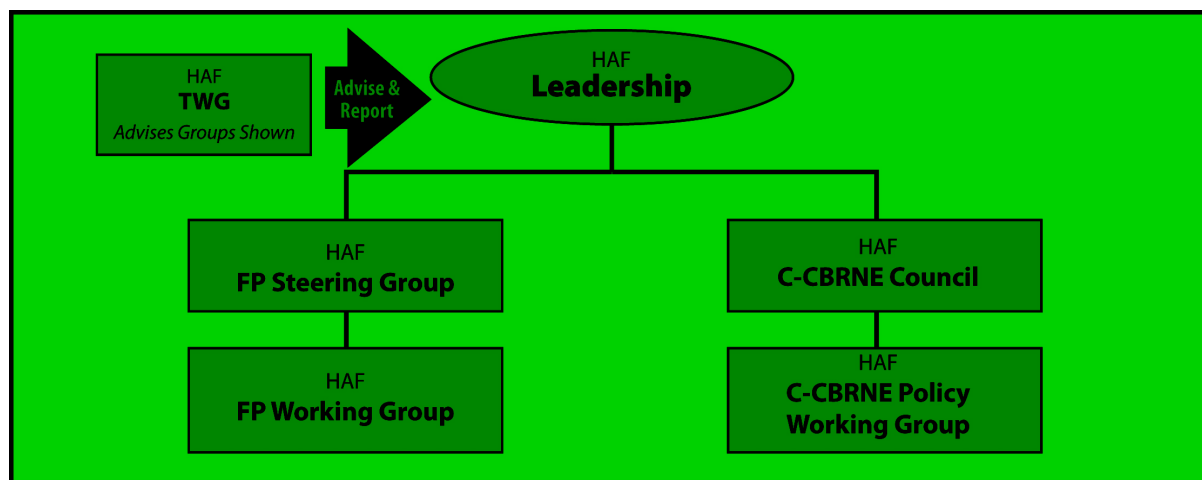 HAF
TWG
Advises Groups Shown
Advise &
Report
HAF
Leadership
HAF
FP Steering Group
HAF
C-CBRNE Council
HAF
FP Working Group
HAF
C-CBRNE Policy
Working Group